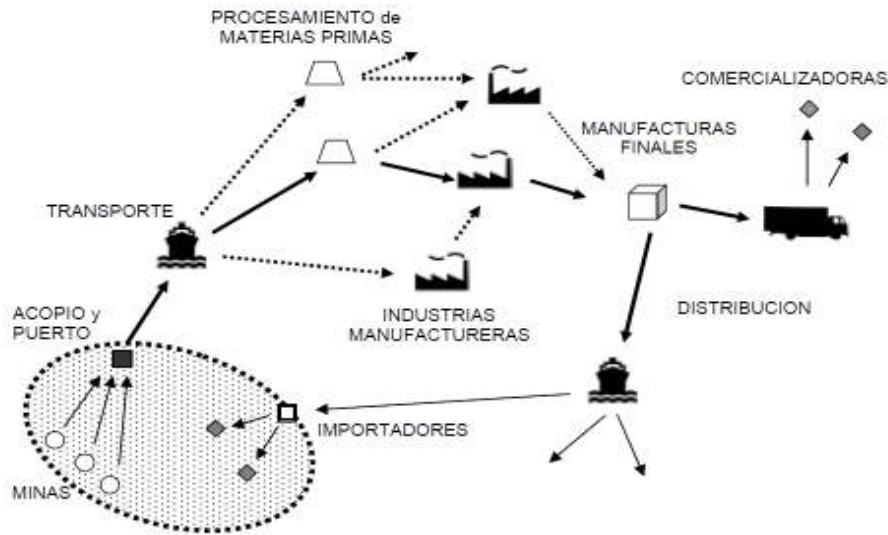 PROCESAMIENTO de
MATERIAS PRIMAS
COMERCIALIZADORAS
MANUFACTURAS
FINALES
TRANSPORTE
ACOPIO y
PUERTO
INDUSTRIAS
MANUFACTURERAS
DISTRIBUCION
IMPORTADORES
MINAS